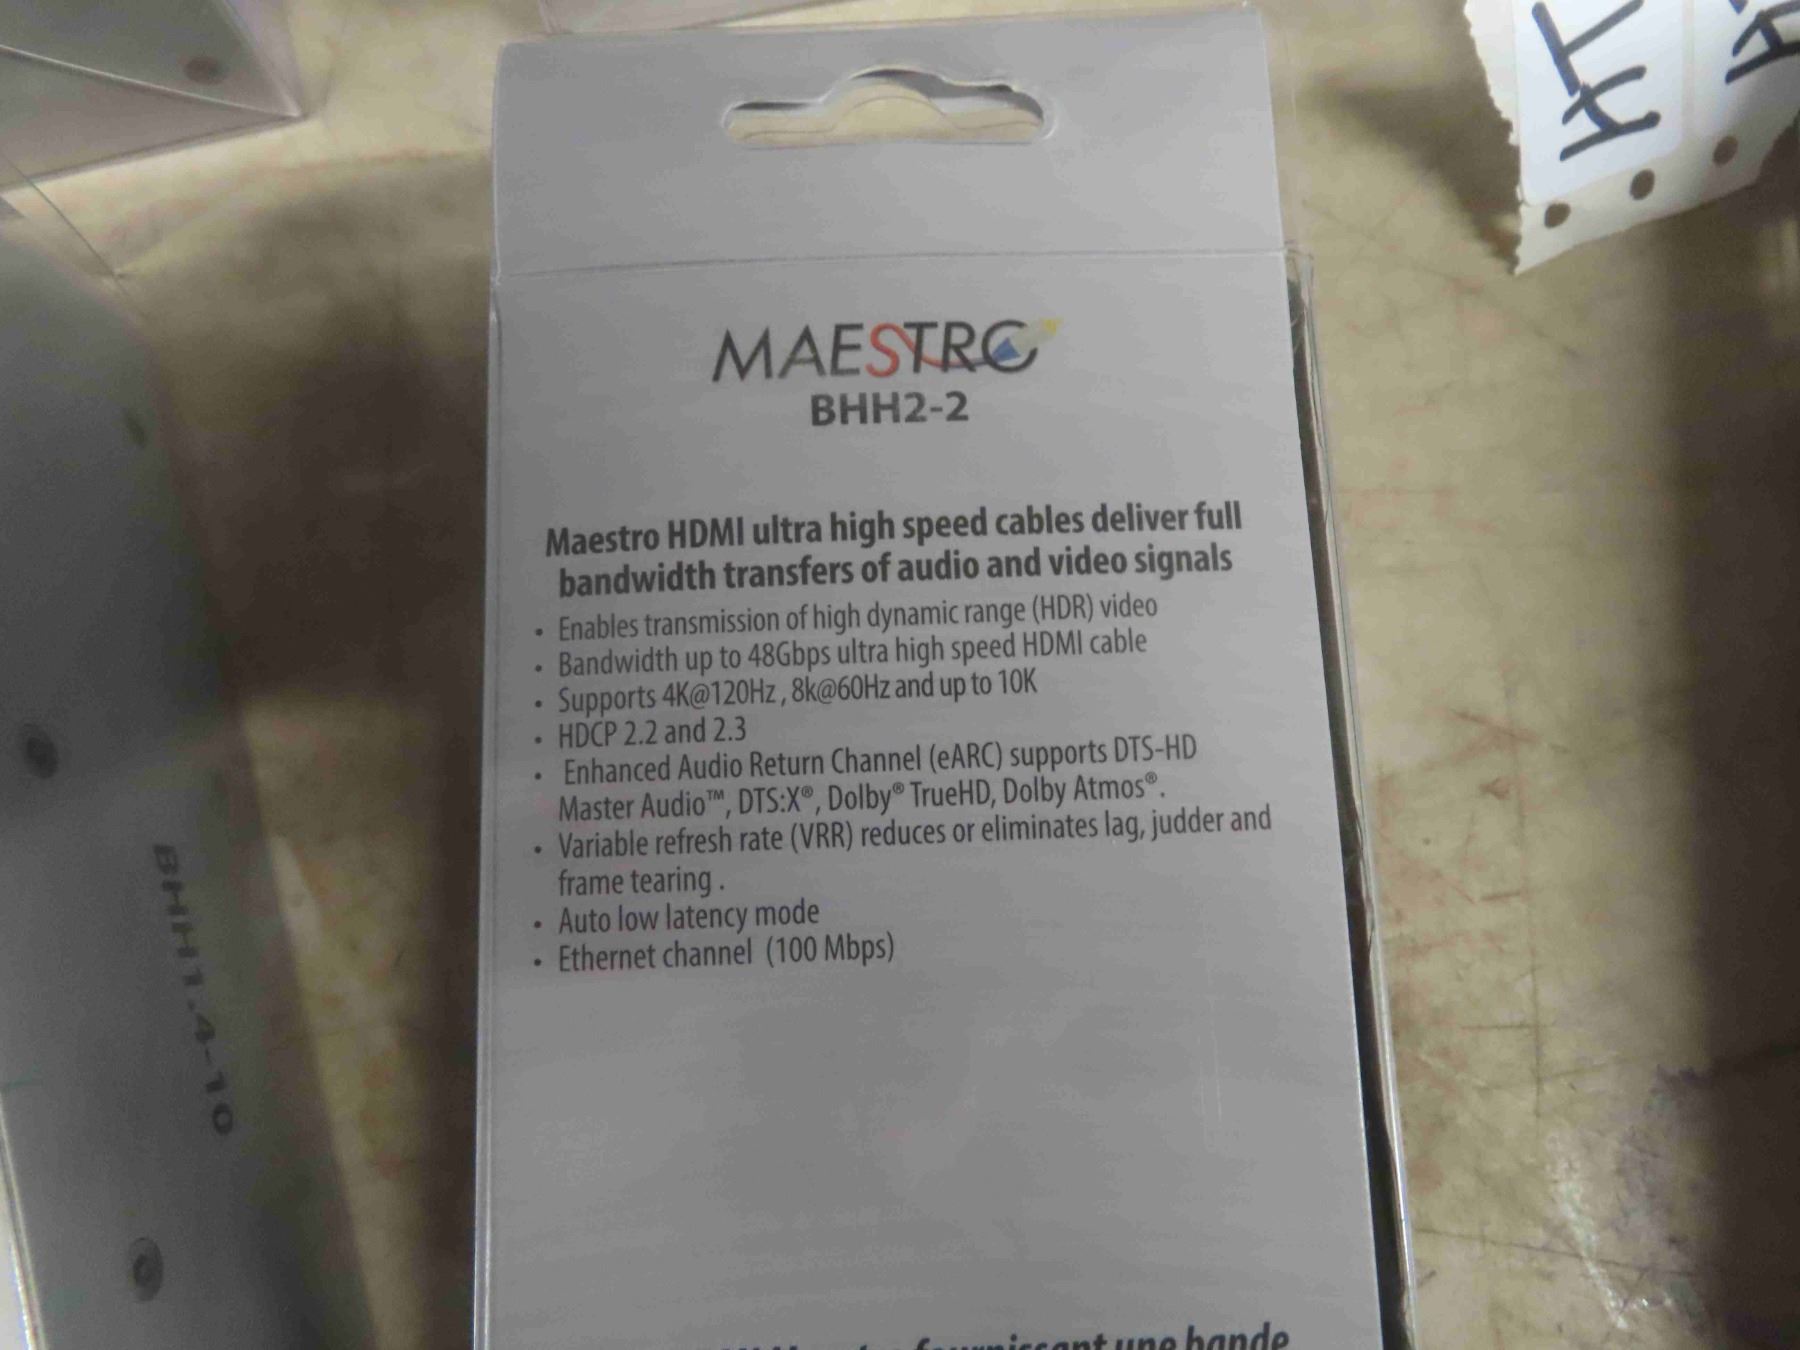 MAESTRO
BHH2-2
Maestro HDMI ultra high speed cables deliver full
bandwidth transfers of audio and video signals
• Enables transmission of high dynamic range (HDR) video
• Bandwidth up to 48Gbps ultra high speed HDMI cable
• Supports 4K@120Hz , 8k@60Hz and up to 10K
• HDCP 2.2 and 2.3
• Enhanced Audio Return Channel (eARC) supports DTS-HD
Master Audio™, DTS:X®, Dolby® TrueHD, Dolby Atmos®.
• Variable refresh rate (VRR) reduces or eliminates lag, judder and
frame tearing .
• Auto low latency mode
• Ethernet channel (100 Mbps)
fournissant une bande
BHH1.4-10